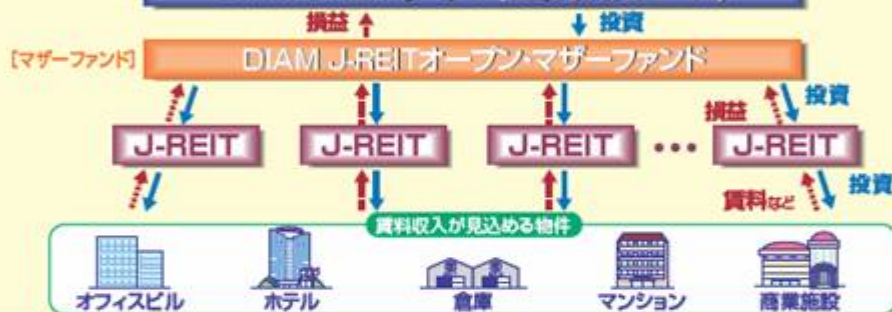 損益 投資
[マザーファンド] DIAM J-REITオープン・マザーファンド
損益 投資
J-REIT J-REIT J-REIT ••• J-REIT
賃料など 投資
賃料収入が見込める物件
オフィスビル ホテル 倉庫 マンション 商業施設